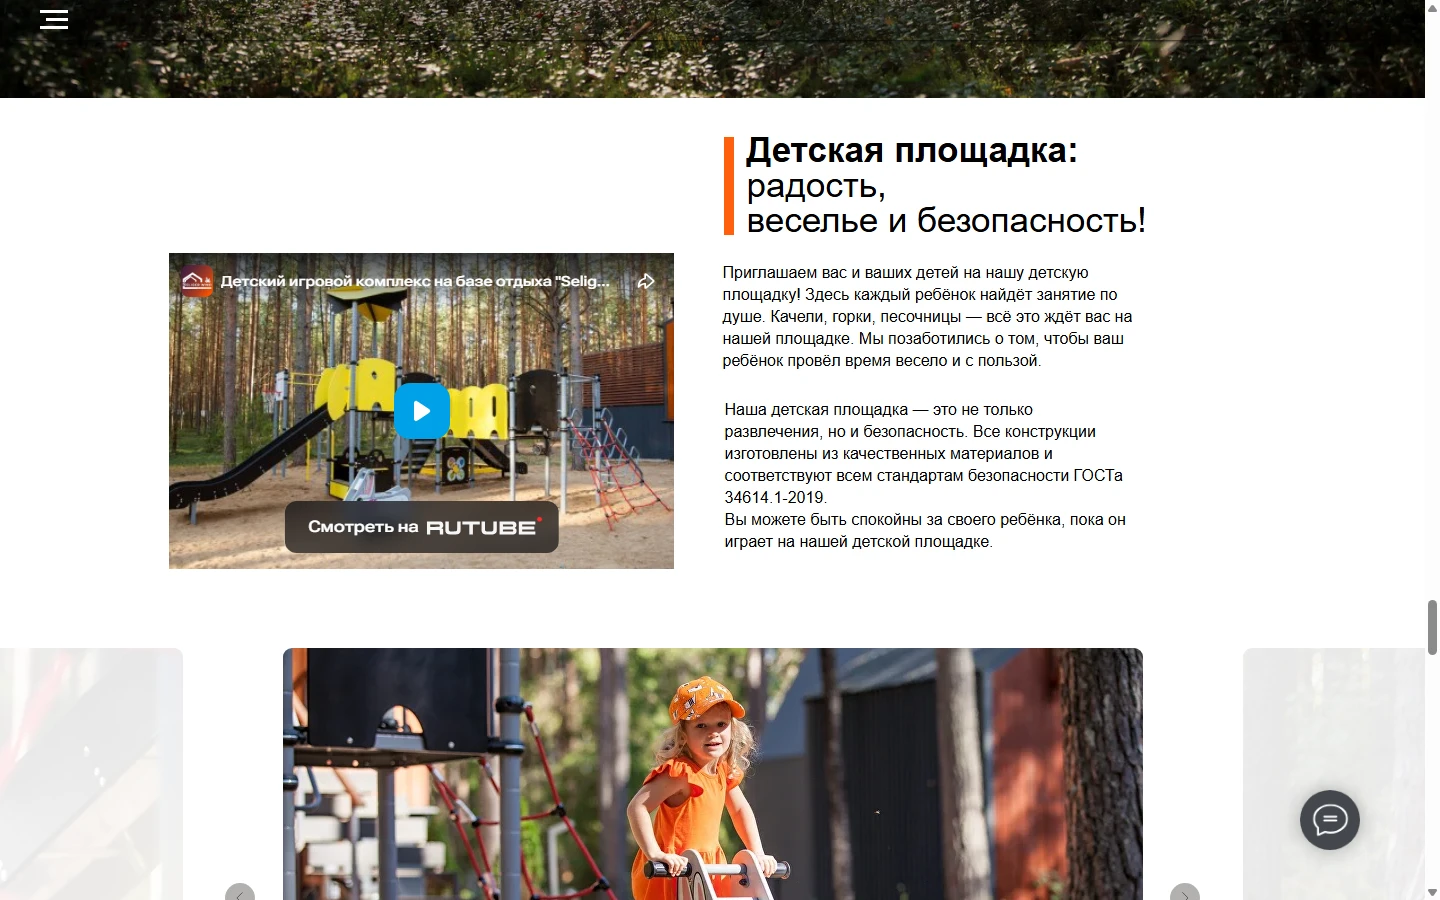 Детская площадка:
радость,
веселье и безопасность!
Детский игровой комплекс на базе отдыха "Selig...
Смотреть на RUTUBE
Приглашаем вас и ваших детей на нашу детскую
площадку! Здесь каждый ребёнок найдёт занятие по
душе. Качели, горки, песочницы — всё это ждёт вас на
нашей площадке. Мы позаботились о том, чтобы ваш
ребёнок провёл время весело и с пользой.
Наша детская площадка — это не только
развлечения, но и безопасность. Все конструкции
изготовлены из качественных материалов и
соответствуют всем стандартам безопасности ГОСТа
34614.1-2019.
Вы можете быть спокойны за своего ребёнка, пока он
играет на нашей детской площадке.